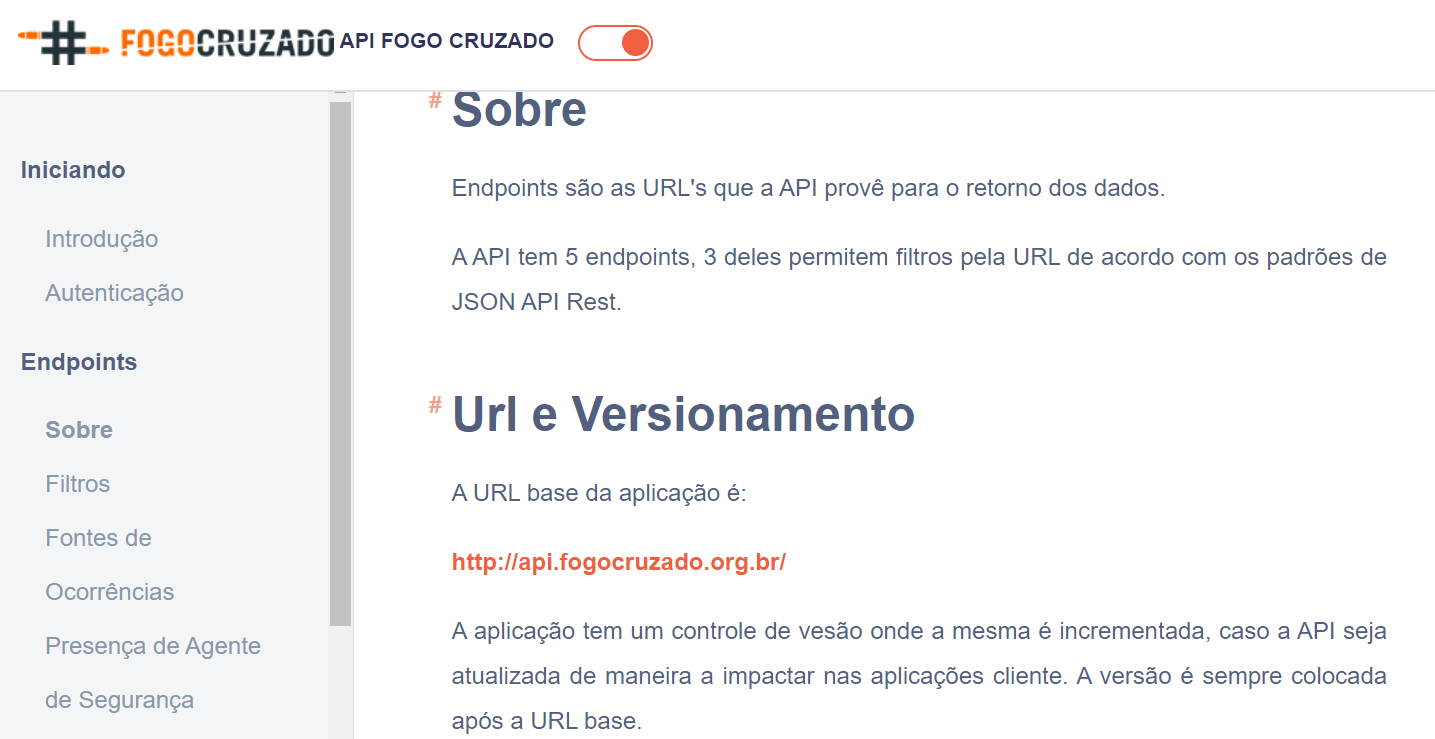 # FOGOCRUZADO API FOGO CRUZADO
Iniciando
Introdução
Autenticação
Endpoints
Sobre
Filtros
Fontes de
Ocorrências
Presença de Agente
de Segurança
# Sobre
Endpoints são as URL's que a API provê para o retorno dos dados.
A API tem 5 endpoints, 3 deles permitem filtros pela URL de acordo com os padrões de
JSON API Rest.
# Url e Versionamento
A URL base da aplicação é:
http://api.fogocruzado.org.br/
A aplicação tem um controle de vesão onde a mesma é incrementada, caso a API seja
atualizada de maneira a impactar nas aplicações cliente. A versão é sempre colocada
após a URL base.